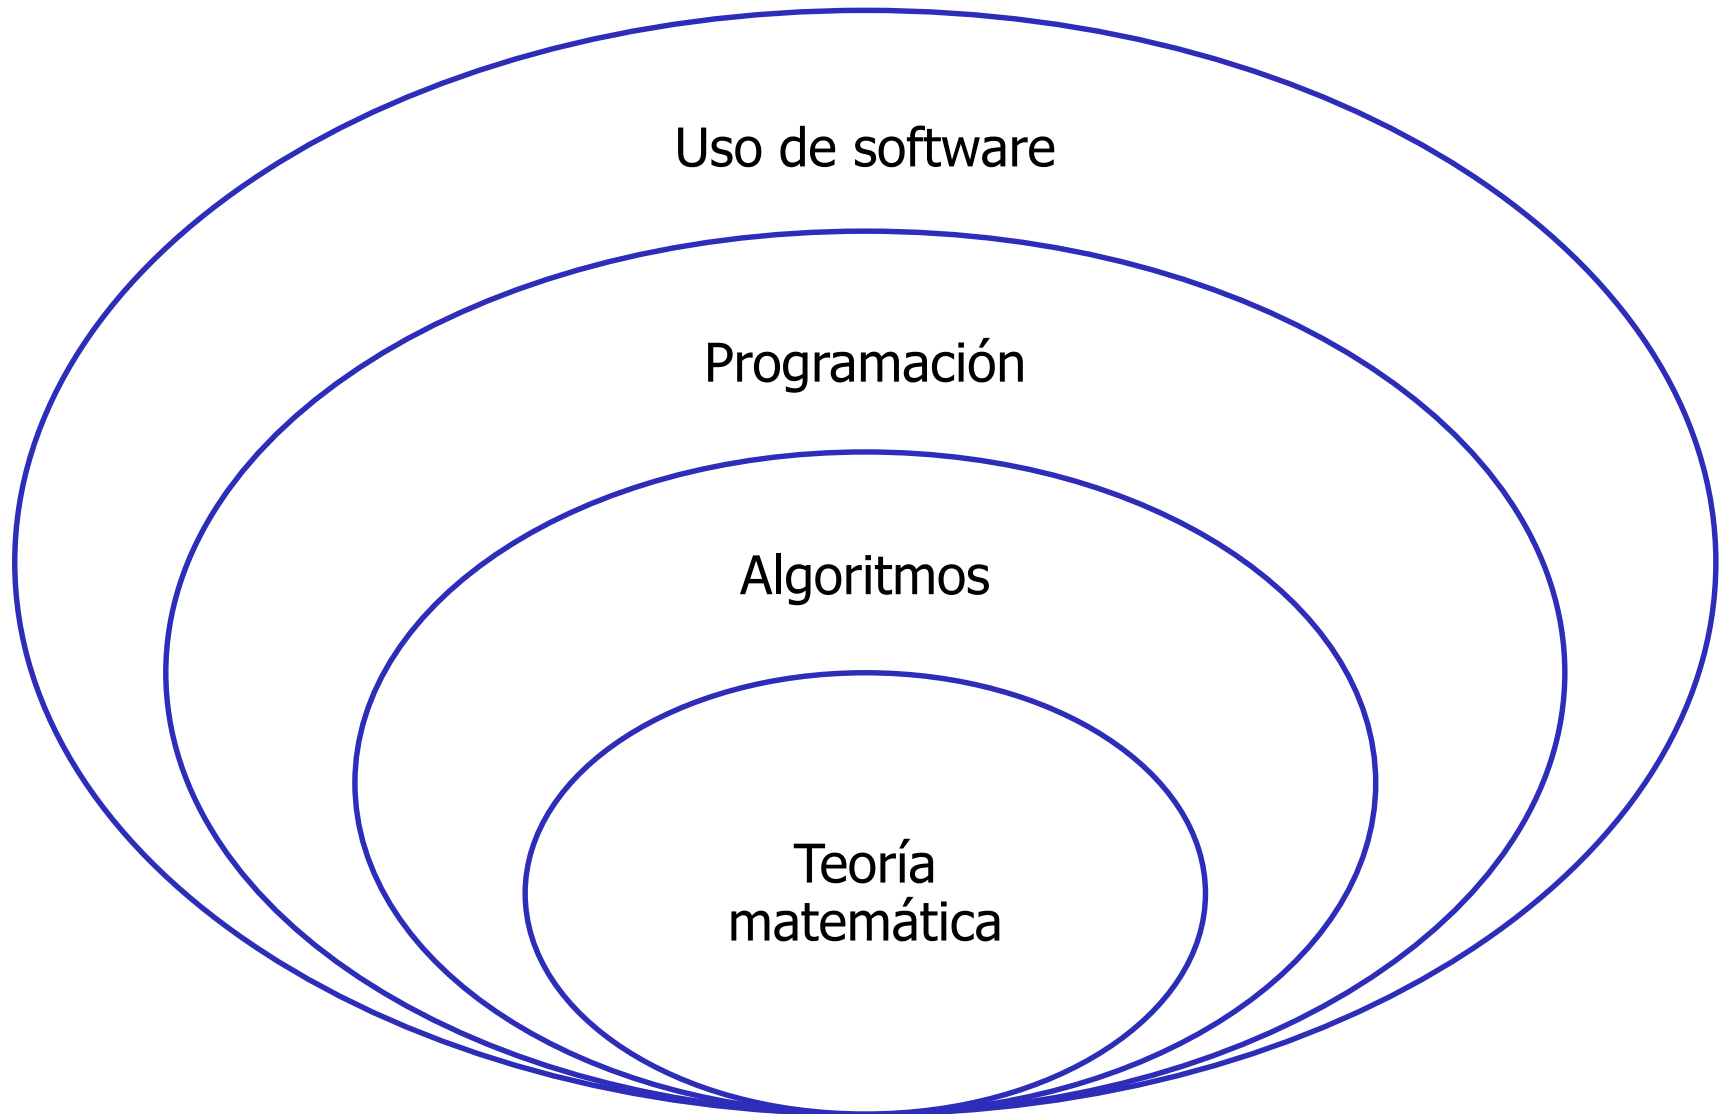 Uso de software
Programación
Algoritmos
Teoría
matemática